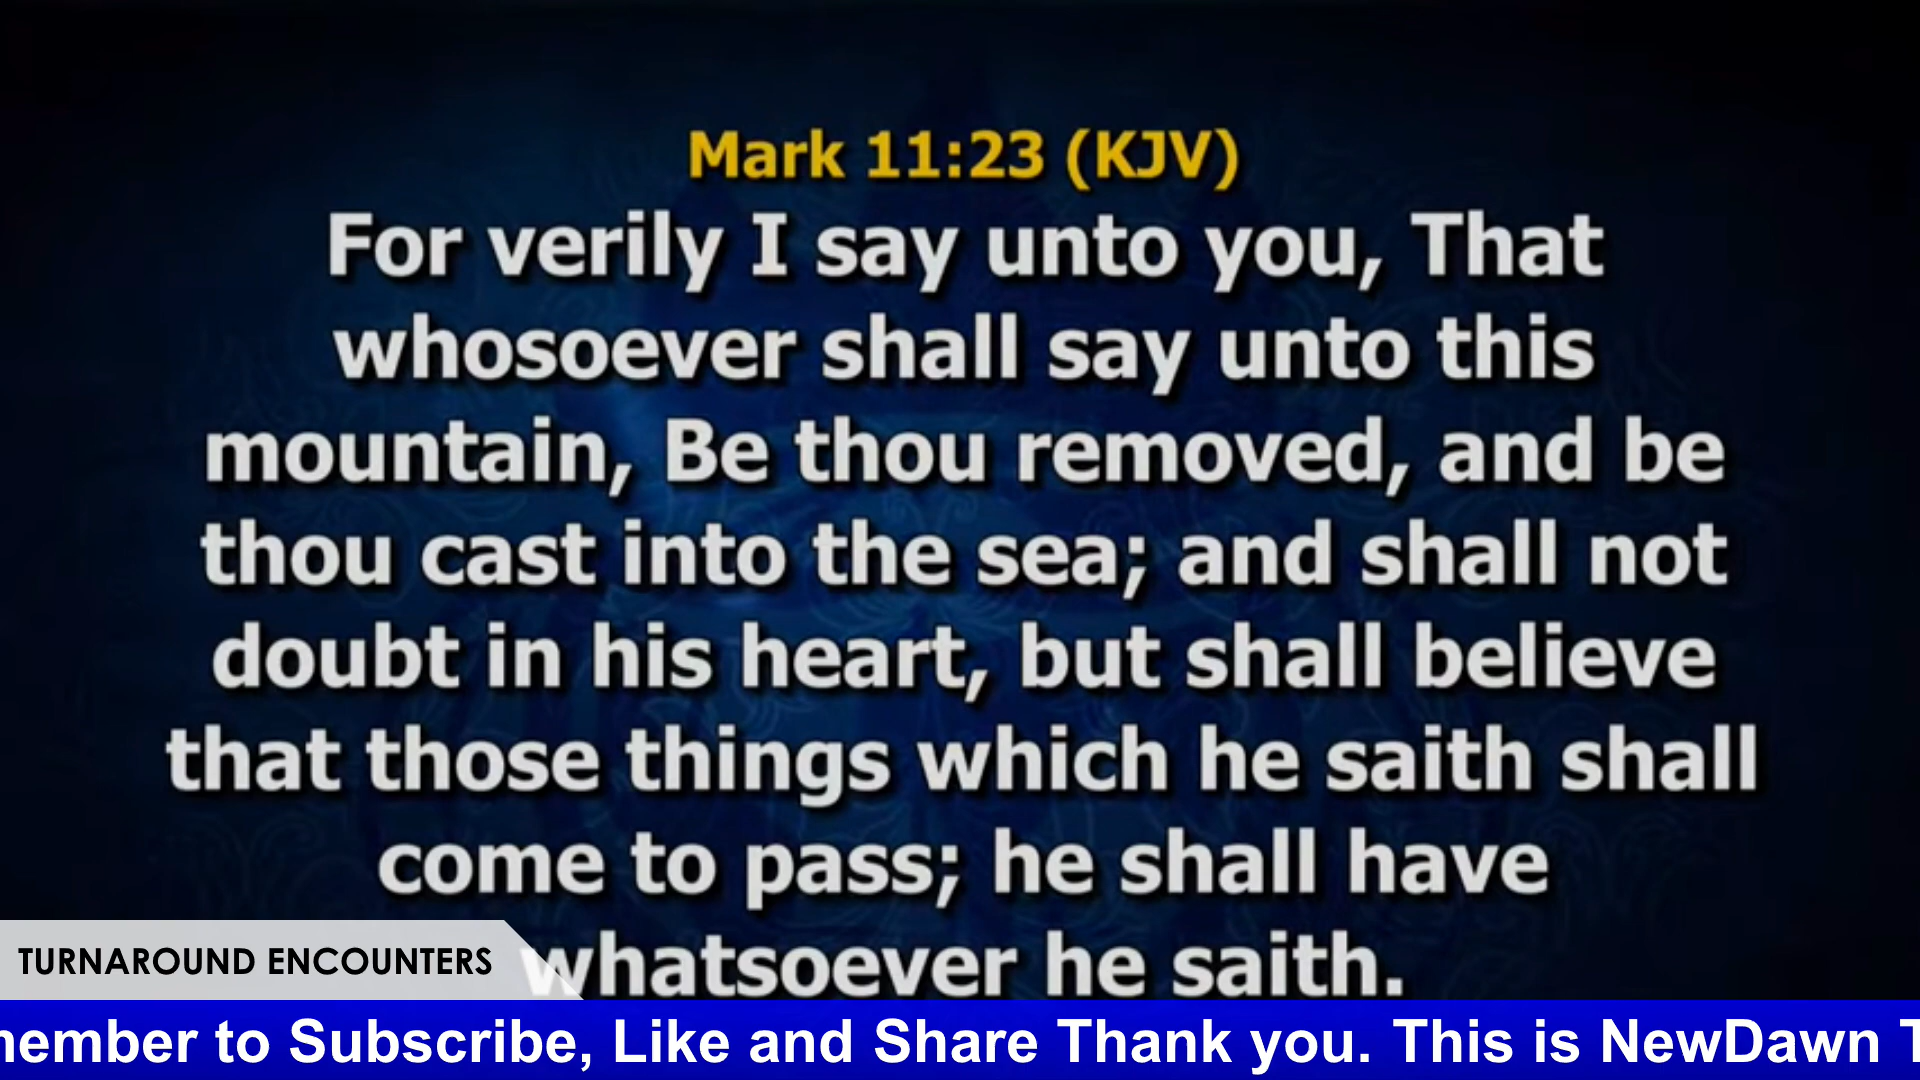 Mark 11:23 (KJV)
For verily I say unto you, That
whosoever shall say unto this
mountain, Be thou removed, and be
thou cast into the sea; and shall not
doubt in his heart, but shall believe
that those things which he saith shall
come to pass; he shall have
whatsoever he saith.
TURNAROUND ENCOUNTERS
to Subscribe, Like and Share Thank you. This is NewDawn